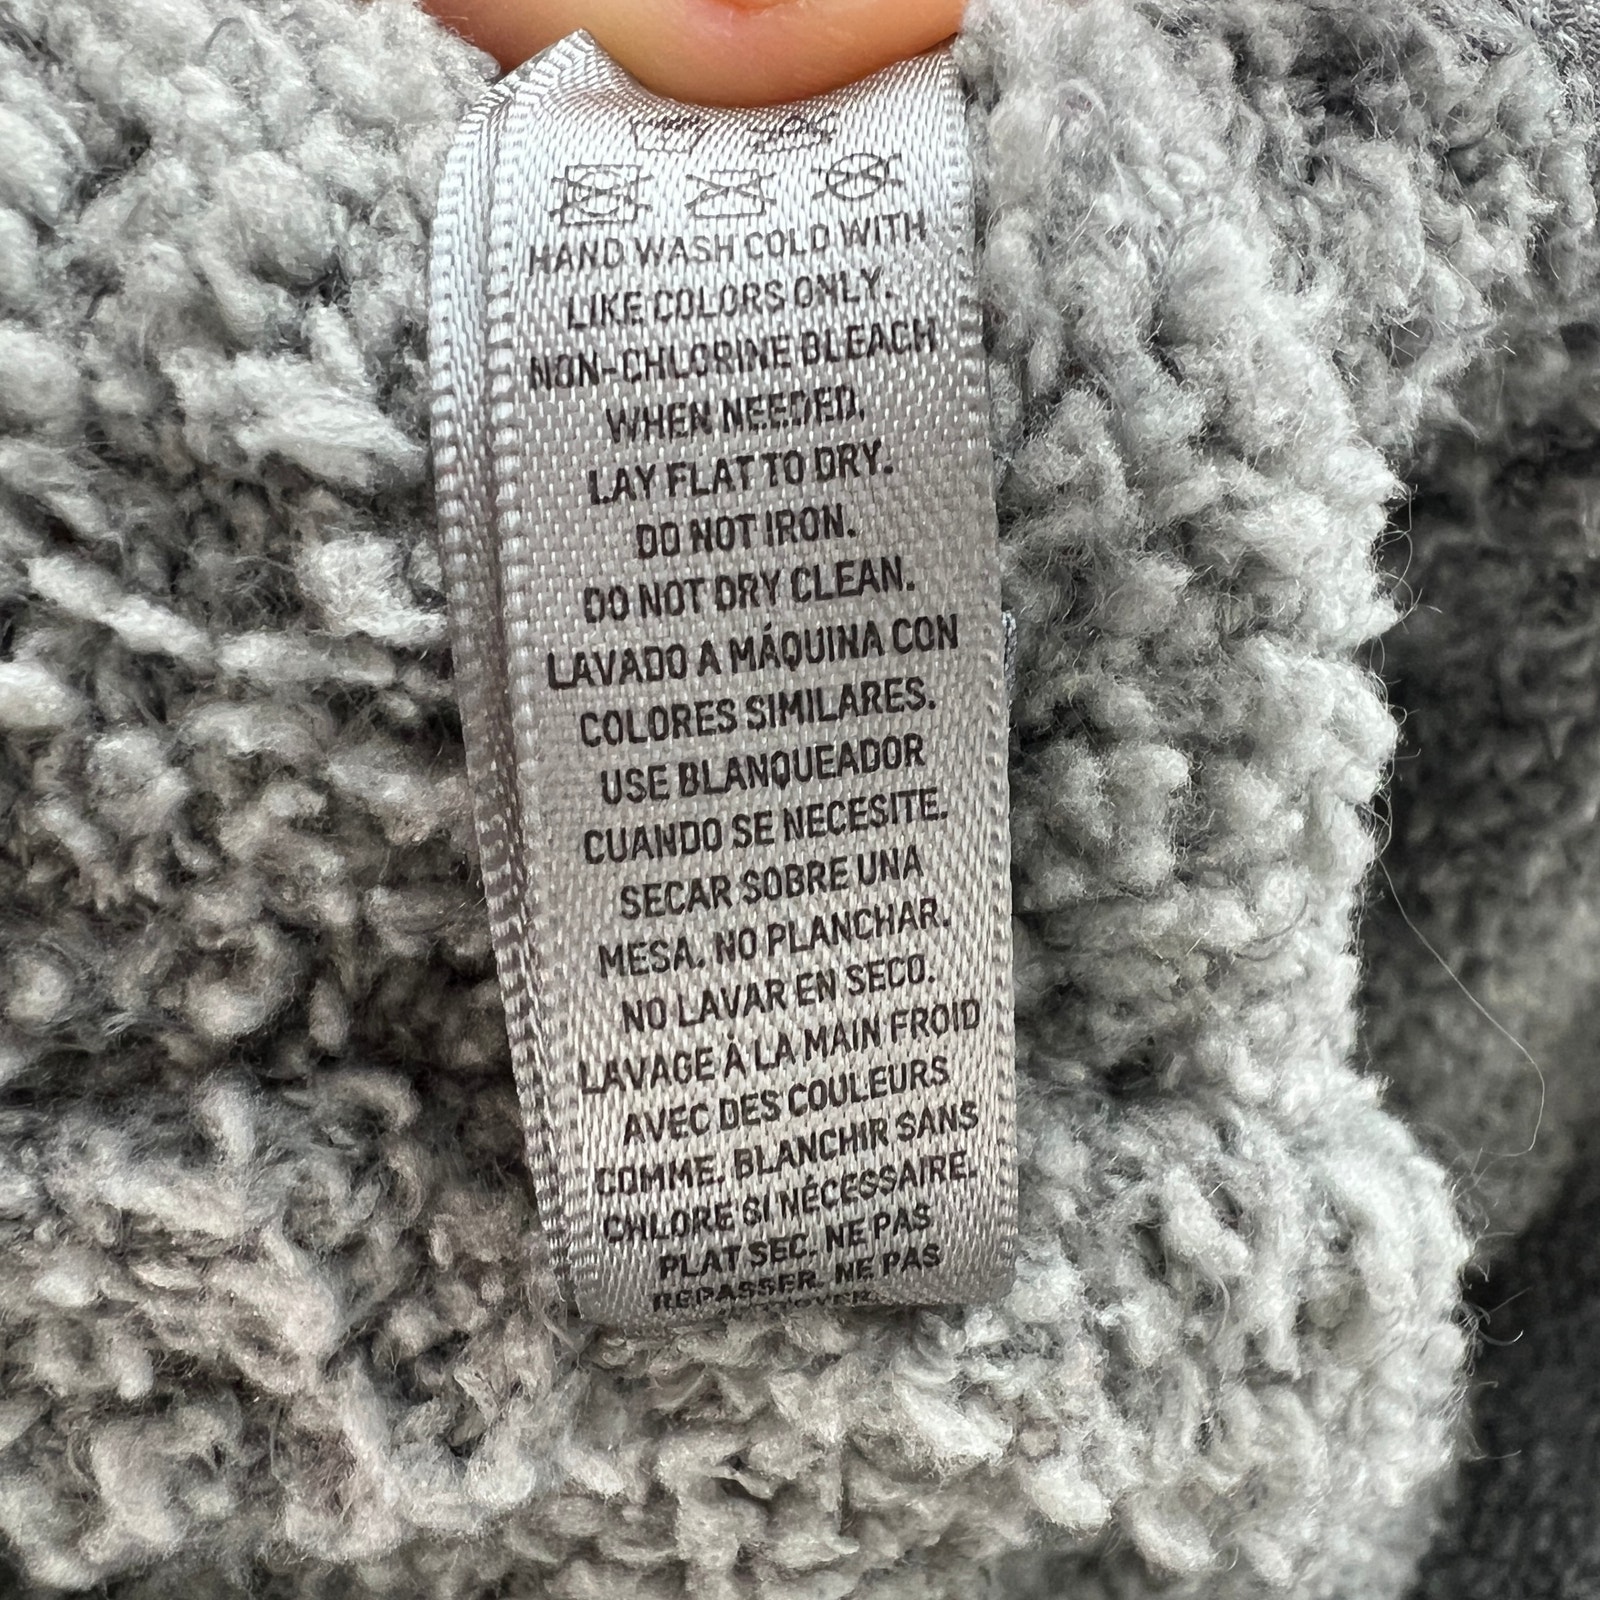 HAND WASH COLD WITH
LIKE COLORS ONLY.
NON-CHLORINE BLEACH
WHEN NEEDED.
LAY FLAT TO DRY.
DO NOT IRON.
DO NOT DRY CLEAN.
LAVADO A MÁQUINA CON
COLORES SIMILARES.
USE BLANQUEADOR
CUANDO SE NECESITE.
SECAR SOBRE UNA
MESA. NO PLANCHAR.
NO LAVAR EN SECO.
LAVAGE À LA MAIN FROID
AVEC DES COULEURS
COMME. BLANCHIR SANS
CHLORE SI NÉCESSAIRE.
PLAT SEC. NE PAS
REPASSER. NE PAS